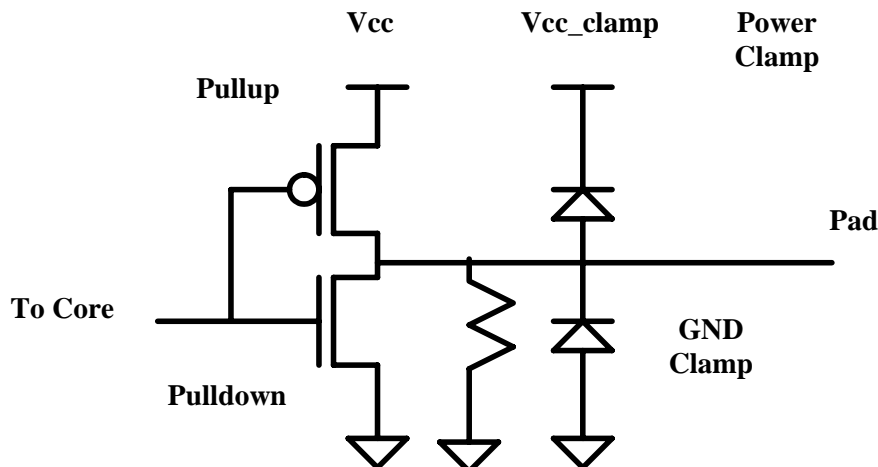 Vcc
Vcc_clamp
Power
Clamp
Pullup
Pad
To Core
GND
Clamp
Pulldown